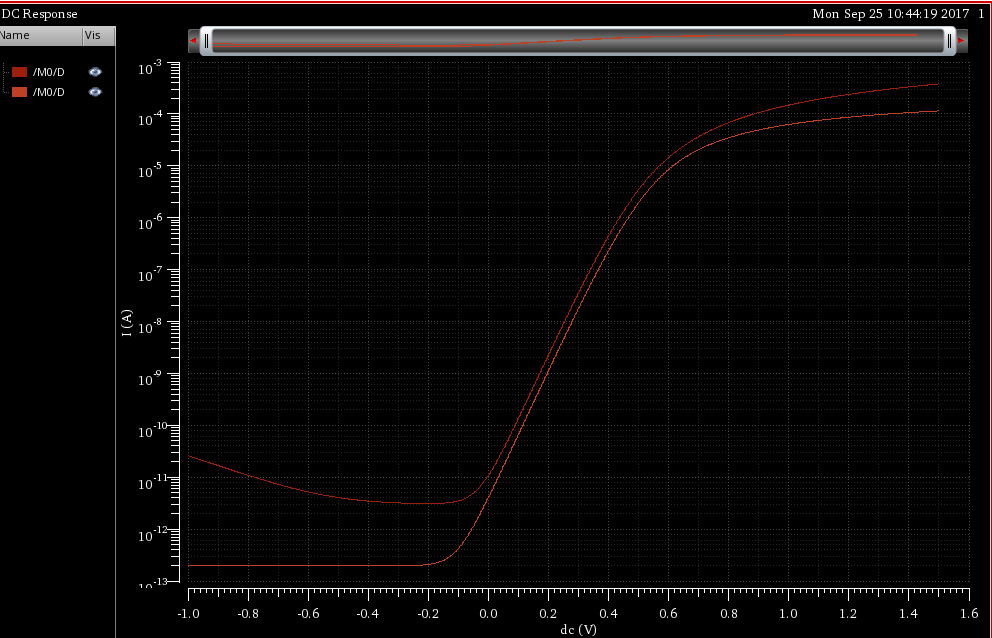 DC Response
Mon Sep 25 10:44:19 2017 1
Name Vis
/M0/D
/M0/D
10-3
10-4
10-5
10-6
10-7
10-8
I (A)
10-9
10-10
10-11
10-12
10-13
-1.0 -0.8 -0.6 -0.4 -0.2 0.0 0.2 0.4 0.6 0.8 1.0 1.2 1.4 1.6
dc (V)